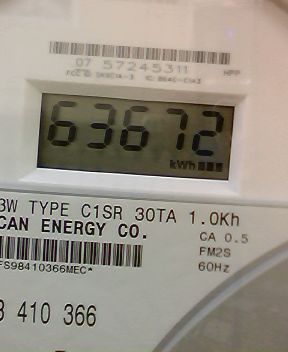 07 57245311
HPP
63672
kWh
3W TYPE C1SR 30TA 1.0Kh
CAN ENERGY CO.
CA 0.5
FM2S
60Hz
FS98410366MEC*
3 410 366